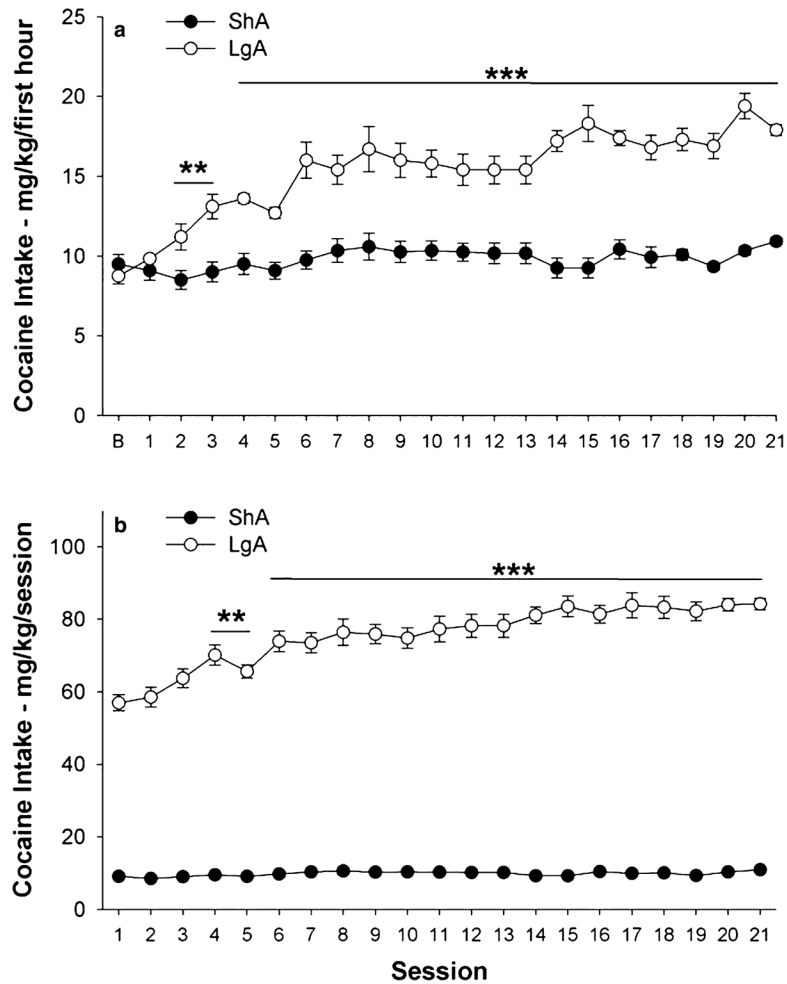 a
ShA
LgA
Cocaine Intake - mg/kg/first hour
25
20
15
10
5
0
**
***
B 1 2 3 4 5 6 7 8 9 10 11 12 13 14 15 16 17 18 19 20 21
b
ShA
LgA
Cocaine Intake - mg/kg/session
100
80
60
40
20
0
**
***
1 2 3 4 5 6 7 8 9 10 11 12 13 14 15 16 17 18 19 20 21
Session